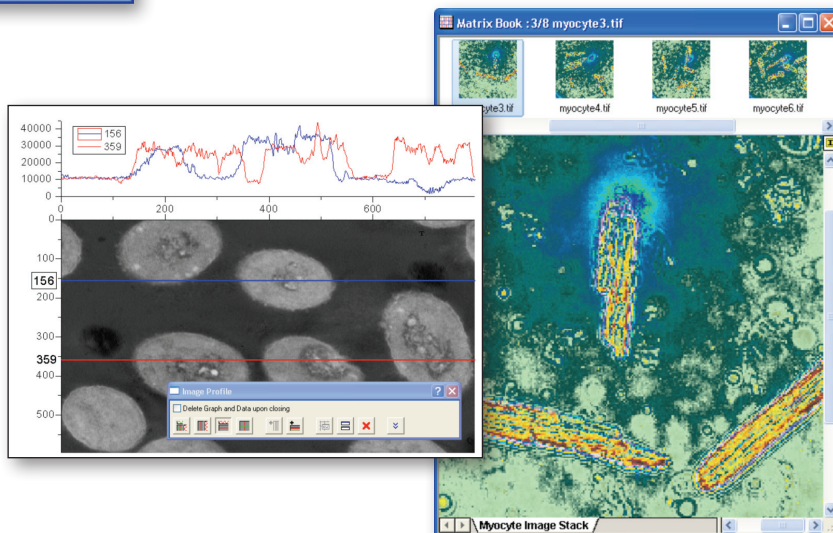 Matrix Book : 3/8 myocyte3.tif
cyte3.tif
myocyte4.tif
myocyte5.tif
myocyte6.tif
40000
30000
20000
10000
0
156
359
0
200
400
600
0
100
156
200
300
359
400
500
Image Profile
Delete Graph and Data upon closing
Myocyte Image Stack